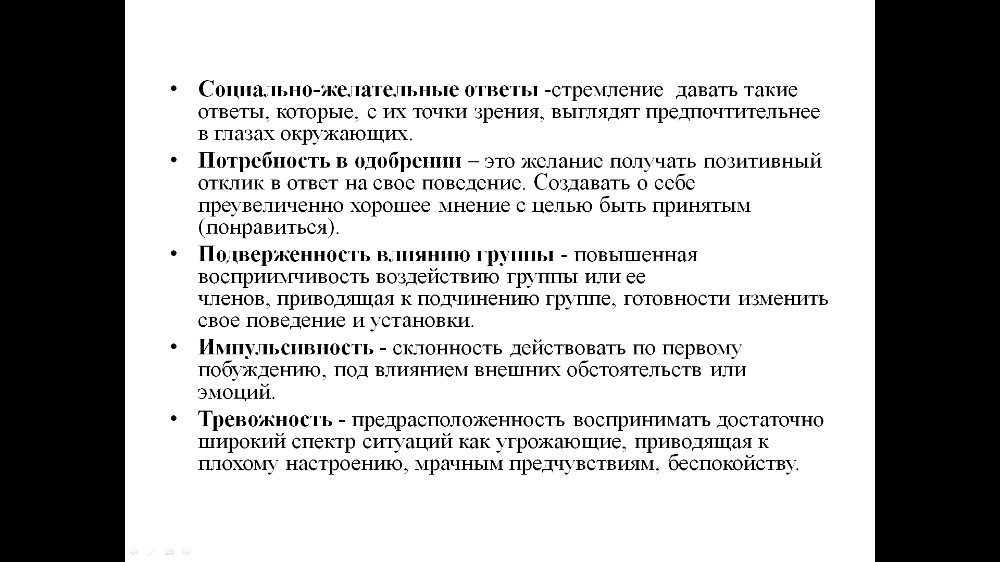 • Социально-желательные ответы -стремление  давать такие
ответы, которые, с их точки зрения, выглядят предпочтительнее
в глазах окружающих.
• Потребность в одобрении – это желание получать позитивный
отклик в ответ на свое поведение. Создавать о себе
преувеличенно хорошее мнение с целью быть принятым
(понравиться).
• Подверженность влиянию группы - повышенная
восприимчивость воздействию группы или ее
членов, приводящая к подчинению группе, готовности изменить
свое поведение и установки.
• Импульсивность - склонность действовать по первому
побуждению, под влиянием внешних обстоятельств или
эмоций.
• Тревожность - предрасположенность воспринимать достаточно
широкий спектр ситуаций как угрожающие, приводящая к
плохому настроению, мрачным предчувствиям, беспокойству.